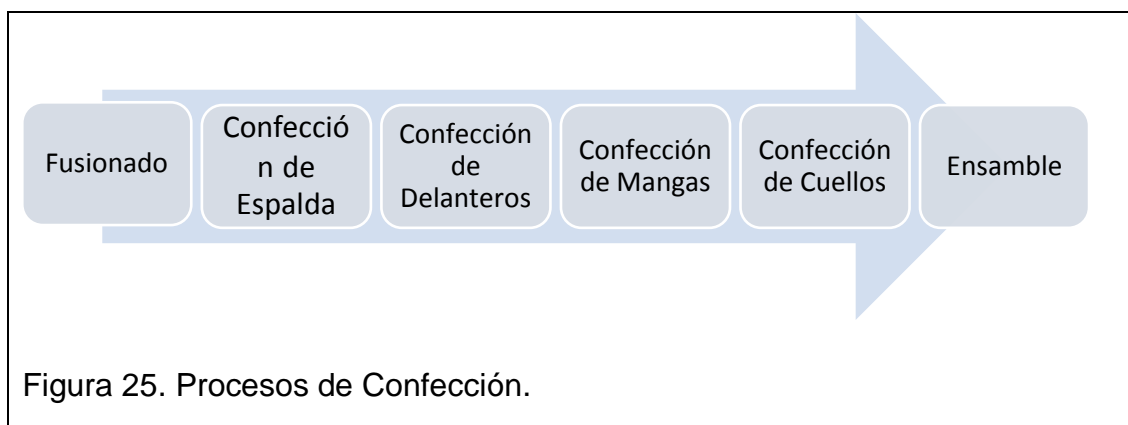 Fusionado
Confecció
n de
Espalda
Confección
de
Delanteros
Confección
de Mangas
Confección
de Cuellos
Ensamble
Figura 25. Procesos de Confección.